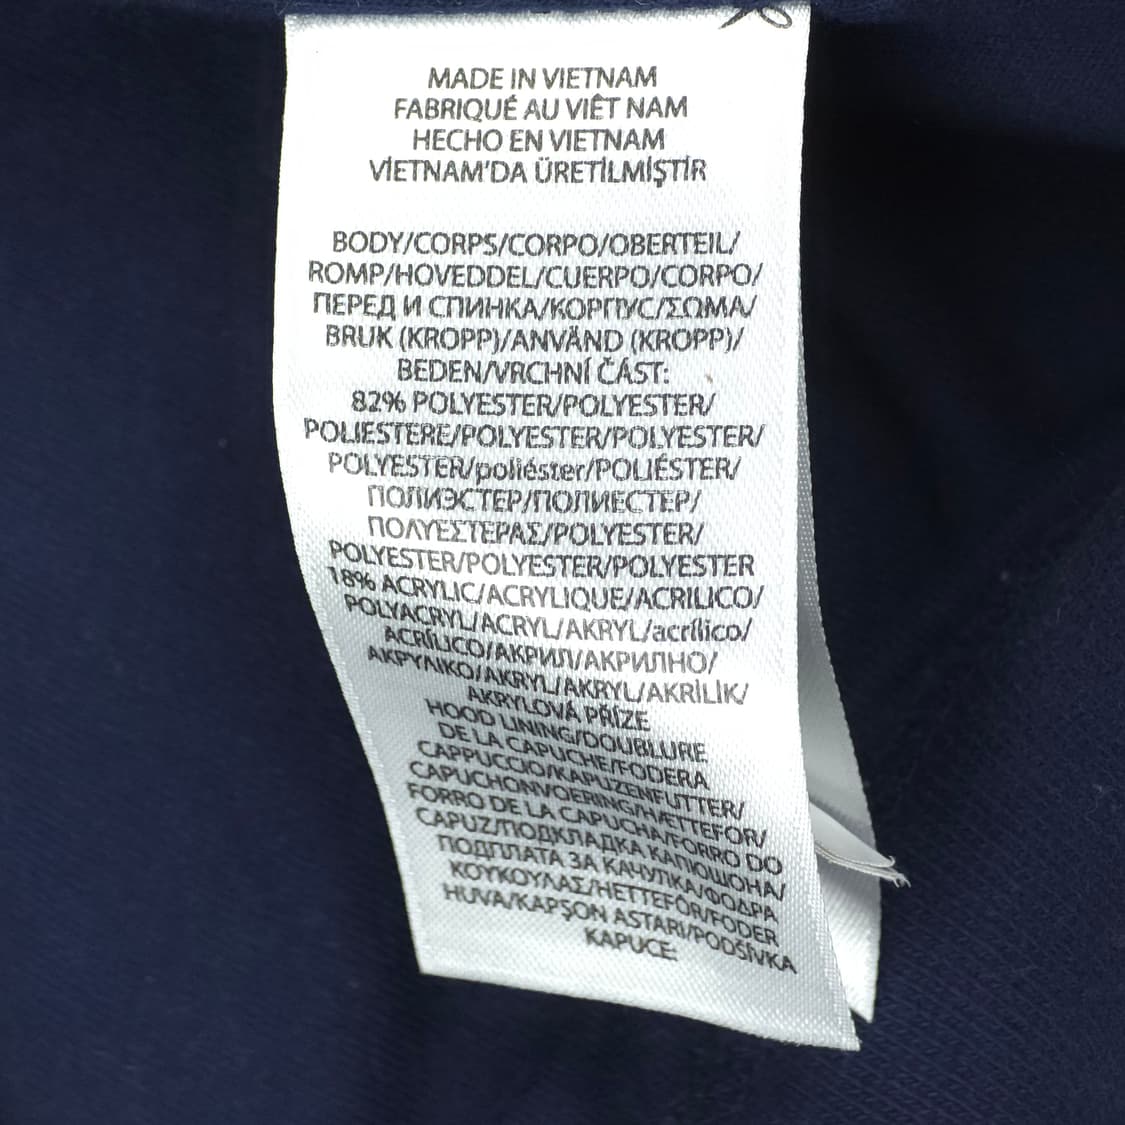 MADE IN VIETNAM
FABRIQUÉ AU VIÊT NAM
HECHO EN VIETNAM
VİETNAM'DA ÜRETİLMİŞTİR
BODY/CORPS/CORPO/OBERTEIL/
ROMP/HOVEDDEL/CUERPO/CORPO/
ПЕРЕД И СПИНКА/КОРПУС/ΣΩΜΑ/
BRUK (KROPP)/ANVÄND (KROPP)/
BEDEN/VRCHNÍ ČÁST:
82% POLYESTER/POLYESTER/
POLIESTERE/POLYESTER/POLYESTER/
POLYESTER/poliéster/POLIÉSTER/
ПОЛИЭСТЕР/ПОЛИЕСТЕР/
ΠΟΛΥΕΣΤΕΡΑΣ/POLYESTER/
POLYESTER/POLYESTER/POLYESTER
18% ACRYLIC/ACRYLIQUE/ACRILICO/
POLYACRYL/ACRYL/AKRYL/acrílico/
ACRÍLICO/АКРИЛ/АКРИЛНО/
ΑΚΡΥΛΙΚΟ/AKRYL/AKRYL/AKRİLİK/
AKRYLOVÁ PŘÍZE
HOOD LINING/DOUBLURE
DE LA CAPUCHE/FODERA
CAPPUCCIO/KAPUZENFUTTER/
CAPUCHONVOERING/HÆTTEFOR/
FORRO DE LA CAPUCHA/FORRO DO
CAPUZ/ПОДКЛАДКА КАПЮШОНА/
ПОДПЛАТА ЗА КАЧУЛКА/ΦΟΔΡΑ
ΚΟΥΚΟΥΛΑΣ/HETTEFÔR/FODER
HUVA/KAPŞON ASTARI/PODŠÍVKA
KAPUCE: